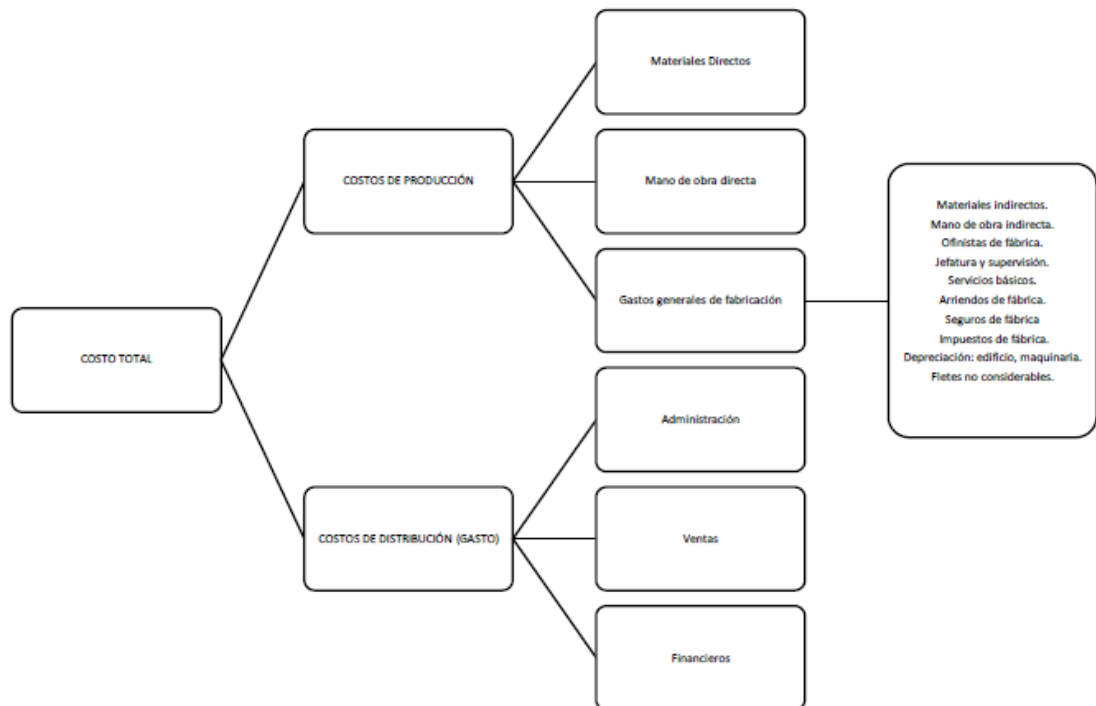 Materiales Directos
COSTOS DE PRODUCCIÓN
Mano de obra directa
Gastos generales de fabricación
Materiales indirectos.
Mano de obra indirecta.
Ofinistas de fábrica.
Jefatura y supervisión.
Servicios básicos.
Arriendos de fábrica.
Seguros de fábrica
Impuestos de fábrica.
Depreciación: edificio, maquinaria.
Fletes no considerables.
COSTO TOTAL
Administración
COSTOS DE DISTRIBUCIÓN (GASTO)
Ventas
Financieros